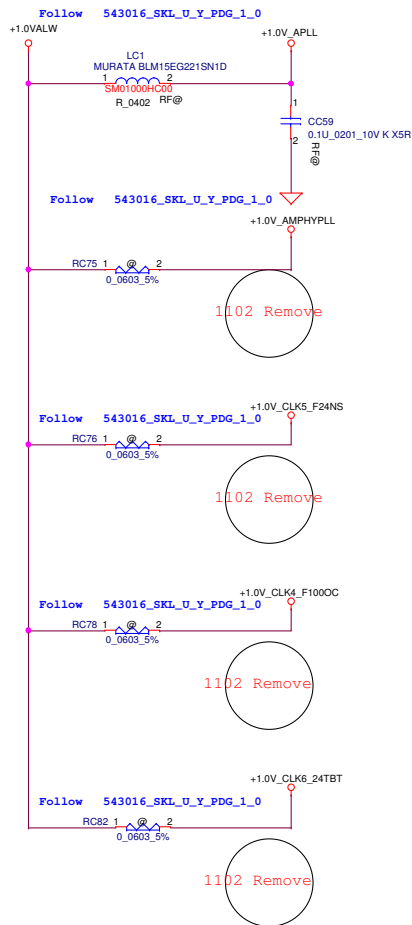 Follow 543016_SKL_U_Y_PDG_1_0
+1.0VALW
+1.0V_APLL
LC1
MURATA BLM15EG221SN1D
1 2
SM01000HC00
R_0402 RF@
1
CC59
0.1U_0201_10V K X5R
2
RF@
Follow 543016_SKL_U_Y_PDG_1_0
+1.0V_AMPHYPLL
RC75 1 @ 2
0_0603_5%
1102 Remove
+1.0V_CLK5_F24NS
Follow 543016_SKL_U_Y_PDG_1_0
RC76 1 @ 2
0_0603_5%
1102 Remove
+1.0V_CLK4_F100OC
Follow 543016_SKL_U_Y_PDG_1_0
RC78 1 @ 2
0_0603_5%
1102 Remove
+1.0V_CLK6_24TBT
Follow 543016_SKL_U_Y_PDG_1_0
RC82 1 @ 2
0_0603_5%
1102 Remove